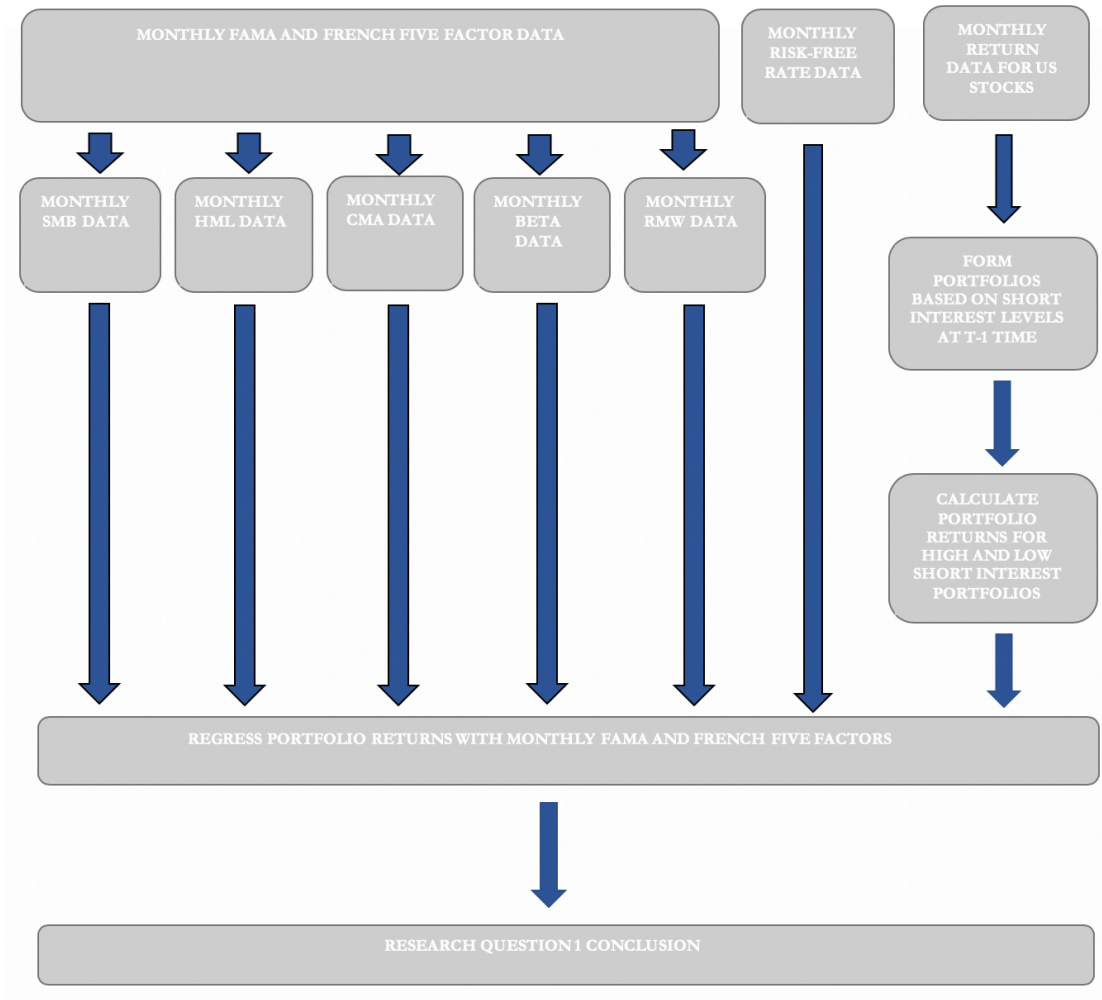 MONTHLY FAMA AND FRENCH FIVE FACTOR DATA
MONTHLY
RISK-FREE
RATE DATA
MONTHLY
RETURN
DATA FOR US
STOCKS
MONTHLY
SMB DATA
MONTHLY
HML DATA
MONTHLY
CMA DATA
MONTHLY
BETA
DATA
MONTHLY
RMW DATA
FORM
PORTFOLIOS
BASED ON SHORT
INTEREST LEVELS
AT T-1 TIME
CALCULATE
PORTFOLIO
RETURNS FOR
HIGH AND LOW
SHORT INTEREST
PORTFOLIOS
REGRESS PORTFOLIO RETURNS WITH MONTHLY FAMA AND FRENCH FIVE FACTORS
RESEARCH QUESTION 1 CONCLUSION